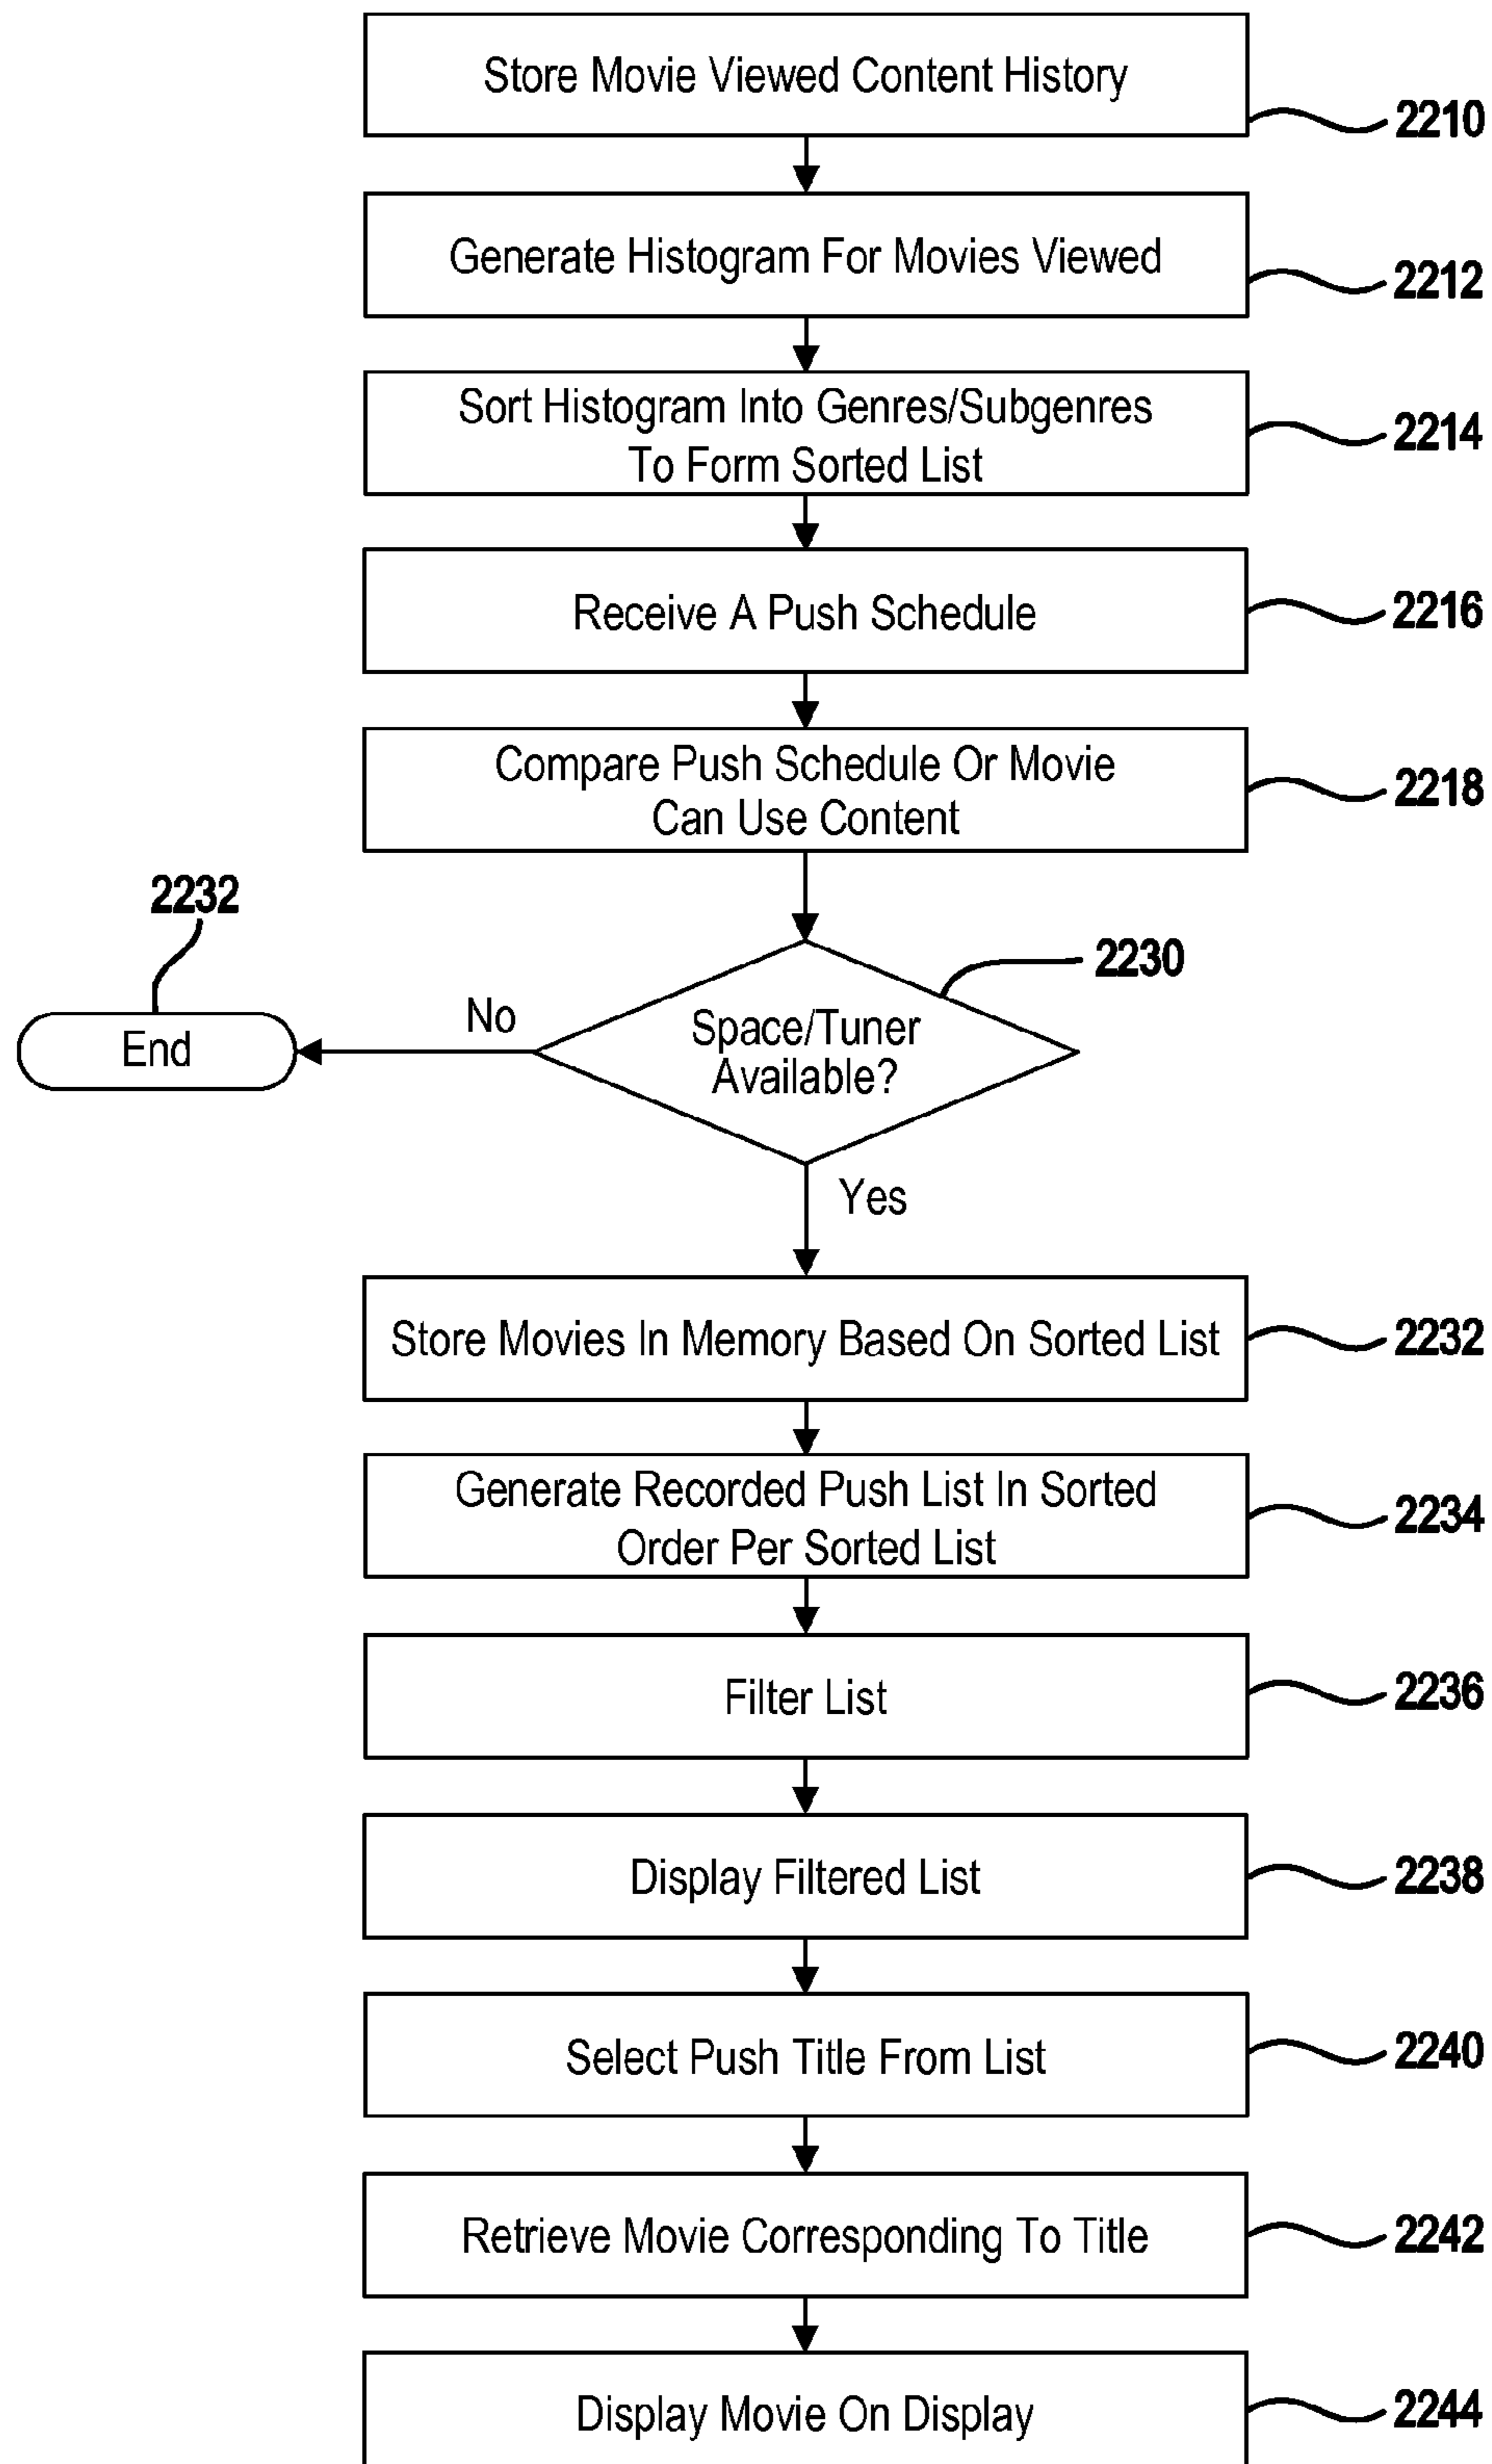 Store Movie Viewed Content History
2210
Generate Histogram For Movies Viewed
2212
Sort Histogram Into Genres/Subgenres
To Form Sorted List
2214
Receive A Push Schedule
2216
Compare Push Schedule Or Movie
Can Use Content
2218
2232
End
No
Space/Tuner
Available?
2230
Yes
Store Movies In Memory Based On Sorted List
2232
Generate Recorded Push List In Sorted
Order Per Sorted List
2234
Filter List
2236
Display Filtered List
2238
Select Push Title From List
2240
Retrieve Movie Corresponding To Title
2242
Display Movie On Display
2244